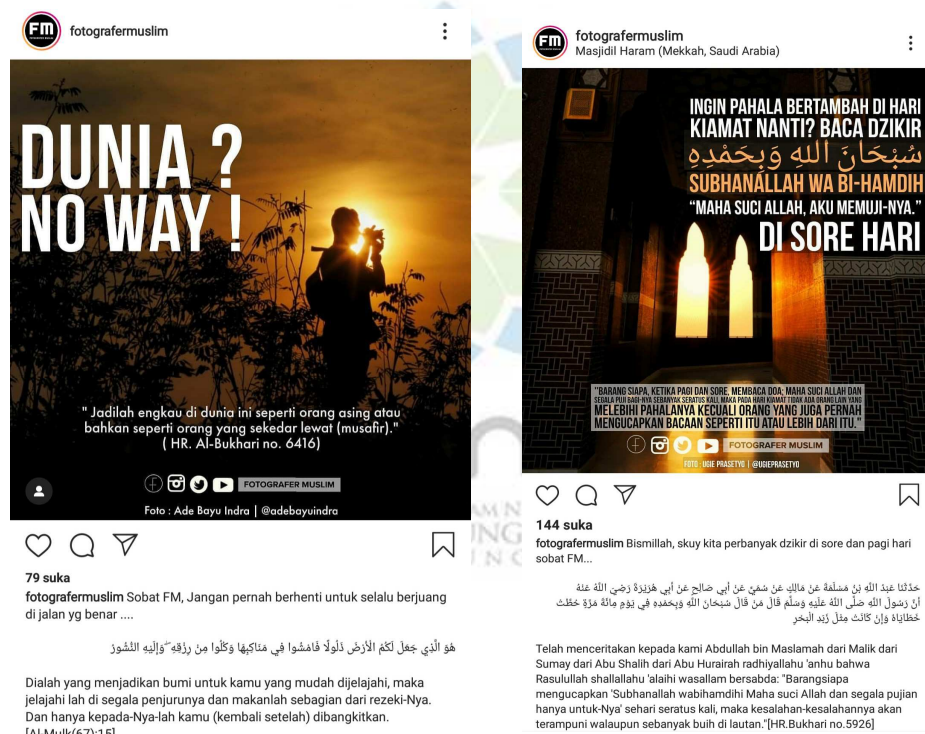 FM
fotografermuslim
DUNIA ?
NO WAY !
" Jadilah engkau di dunia ini seperti orang asing atau
bahkan seperti orang yang sekedar lewat (musafir)."
( HR. Al-Bukhari no. 6416)
FOTOGRAFER MUSLIM
Foto : Ade Bayu Indra | @adebayuindra
79 suka
fotografermuslim Sobat FM, Jangan pernah berhenti untuk selalu berjuang
di jalan yg benar ....
هُوَ الَّذِي جَعَلَ لَكُمُ الْأَرْضَ ذَلُولًا فَامْشُوا فِي مَنَاكِبِهَا وَكُلُوا مِنْ رِزْقِهِ ۖ وَإِلَيْهِ النُّشُورُ
Dialah yang menjadikan bumi untuk kamu yang mudah dijelajahi, maka
jelajahi lah di segala penjurunya dan makanlah sebagian dari rezeki-Nya.
Dan hanya kepada-Nya-lah kamu (kembali setelah) dibangkitkan.
[Al-Mulk(67):15]
FM
fotografermuslim
Masjidil Haram (Mekkah, Saudi Arabia)
INGIN PAHALA BERTAMBAH DI HARI
KIAMAT NANTI? BACA DZIKIR
سُبْحَانَ اللهِ وَبِحَمْدِهِ
SUBHANALLAH WA BI-HAMDIH
“MAHA SUCI ALLAH, AKU MEMUJI-NYA.”
DI SORE HARI
"BARANG SIAPA, KETIKA PAGI DAN SORE, MEMBACA DOA; MAHA SUCI ALLAH DAN
SEGALA PUJI BAGI-NYA SEBANYAK SERATUS KALI, MAKA PADA HARI KIAMAT TIDAK ADA ORANG LAIN YANG
MELEBIHI PAHALANYA KECUALI ORANG YANG JUGA PERNAH
MENGUCAPKAN BACAAN SEPERTI ITU ATAU LEBIH DARI ITU."
FOTOGRAFER MUSLIM
FOTO : UGIE PRASETYO | @UGIEPRASETYO
144 suka
fotografermuslim Bismillah, skuy kita perbanyak dzikir di sore dan pagi hari
sobat FM...
حَدَّثَنَا عَبْدُ اللَّهِ بْنُ مَسْلَمَةَ عَنْ مَالِكٍ عَنْ سُمَيٍّ عَنْ أَبِي صَالِحٍ عَنْ أَبِي هُرَيْرَةَ رَضِيَ اللَّهُ عَنْهُ
أَنَّ رَسُولَ اللَّهِ صَلَّى اللَّهُ عَلَيْهِ وَسَلَّمَ قَالَ مَنْ قَالَ سُبْحَانَ اللَّهِ وَبِحَمْدِهِ فِي يَوْمٍ مِائَةَ مَرَّةٍ حُطَّتْ
خَطَايَاهُ وَإِنْ كَانَتْ مِثْلَ زَبَدِ الْبَحْرِ
Telah menceritakan kepada kami Abdullah bin Maslamah dari Malik dari
Sumay dari Abu Shalih dari Abu Hurairah radhiyallahu 'anhu bahwa
Rasulullah shallallahu 'alaihi wasallam bersabda: "Barangsiapa
mengucapkan 'Subhanallah wabihamdihi Maha suci Allah dan segala pujian
hanya untuk-Nya' sehari seratus kali, maka kesalahan-kesalahannya akan
terampuni walaupun sebanyak buih di lautan."[HR.Bukhari no.5926]